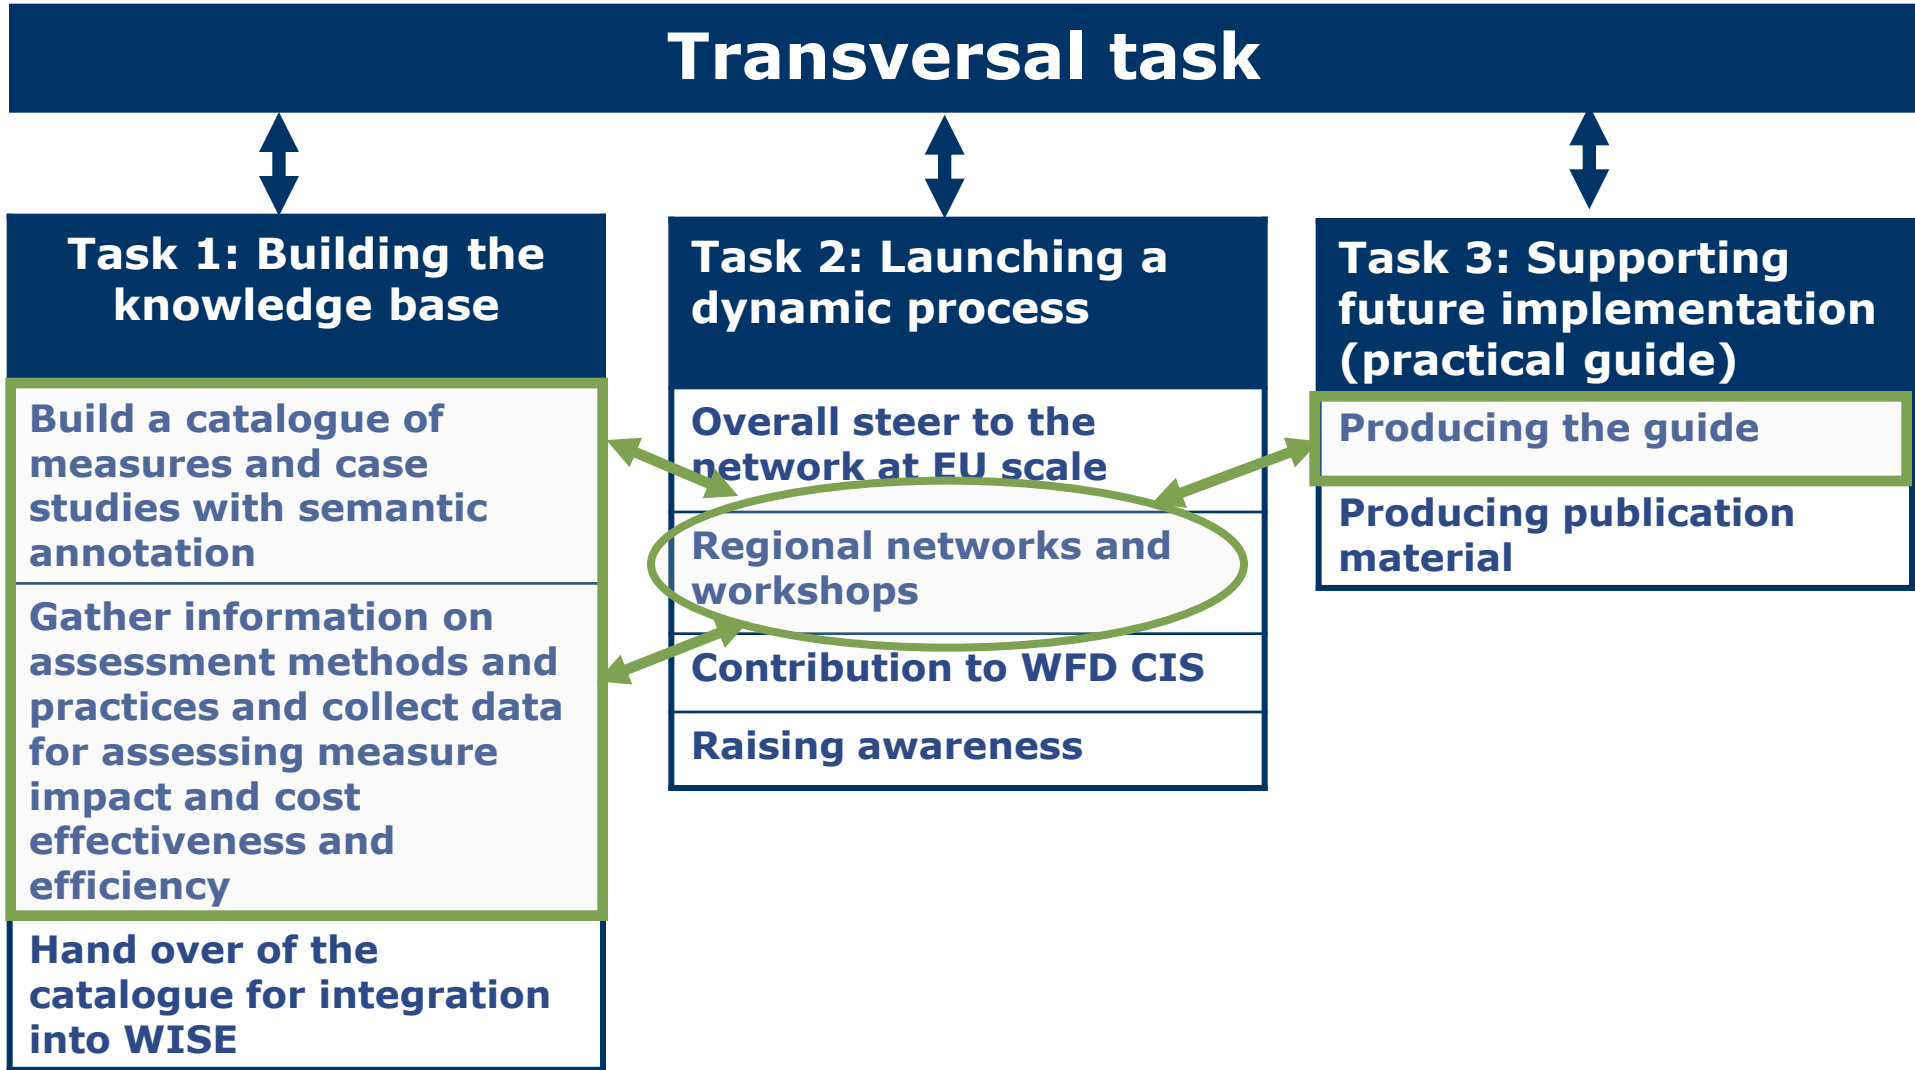 Transversal task
Task 1: Building the
knowledge base
Build a catalogue of
measures and case
studies with semantic
annotation
Gather information on
assessment methods and
practices and collect data
for assessing measure
impact and cost
effectiveness and
efficiency
Hand over of the
catalogue for integration
into WISE
Task 2: Launching a
dynamic process
Overall steer to the
network at EU scale
Regional networks and
workshops
Contribution to WFD CIS
Raising awareness
Task 3: Supporting
future implementation
(practical guide)
Producing the guide
Producing publication
material